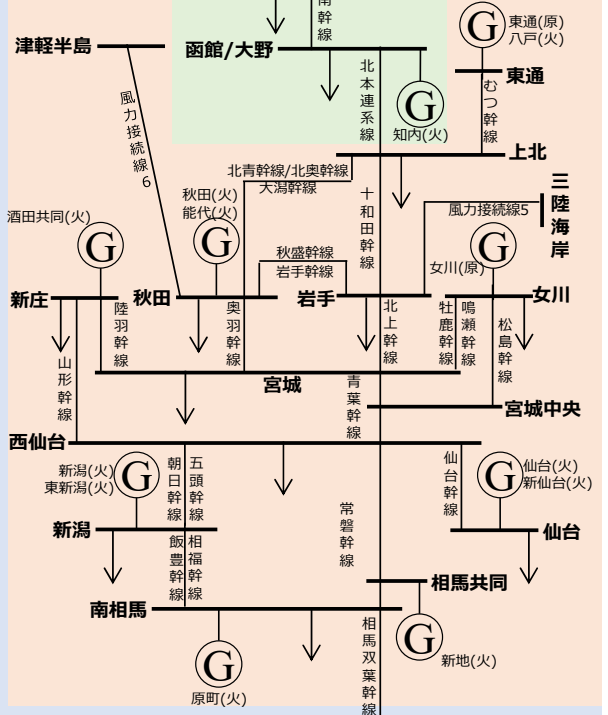 南幹線
東通(原)
八戸(火)
G
津軽半島
函館/大野
北本連系線
東通
G
むつ幹線
知内(火)
風力接続線6
上北
北青幹線/北奥幹線
大潟幹線
十和田幹線
三陸海岸
秋田(火)
能代(火)
風力接続線5
酒田共同(火)
G
G
G
秋盛幹線
岩手幹線
女川(原)
新庄
秋田
岩手
女川
陸羽幹線
奥羽幹線
北上幹線
牡鹿幹線
鳴瀬幹線
松島幹線
山形幹線
宮城
青葉幹線
宮城中央
西仙台
新潟(火)
東新潟(火)
G
朝日幹線
五頭幹線
仙台幹線
G
仙台(火)
新仙台(火)
常磐幹線
新潟
仙台
飯豊幹線
相福幹線
相馬共同
南相馬
G
原町(火)
相馬双葉幹線
G
新地(火)